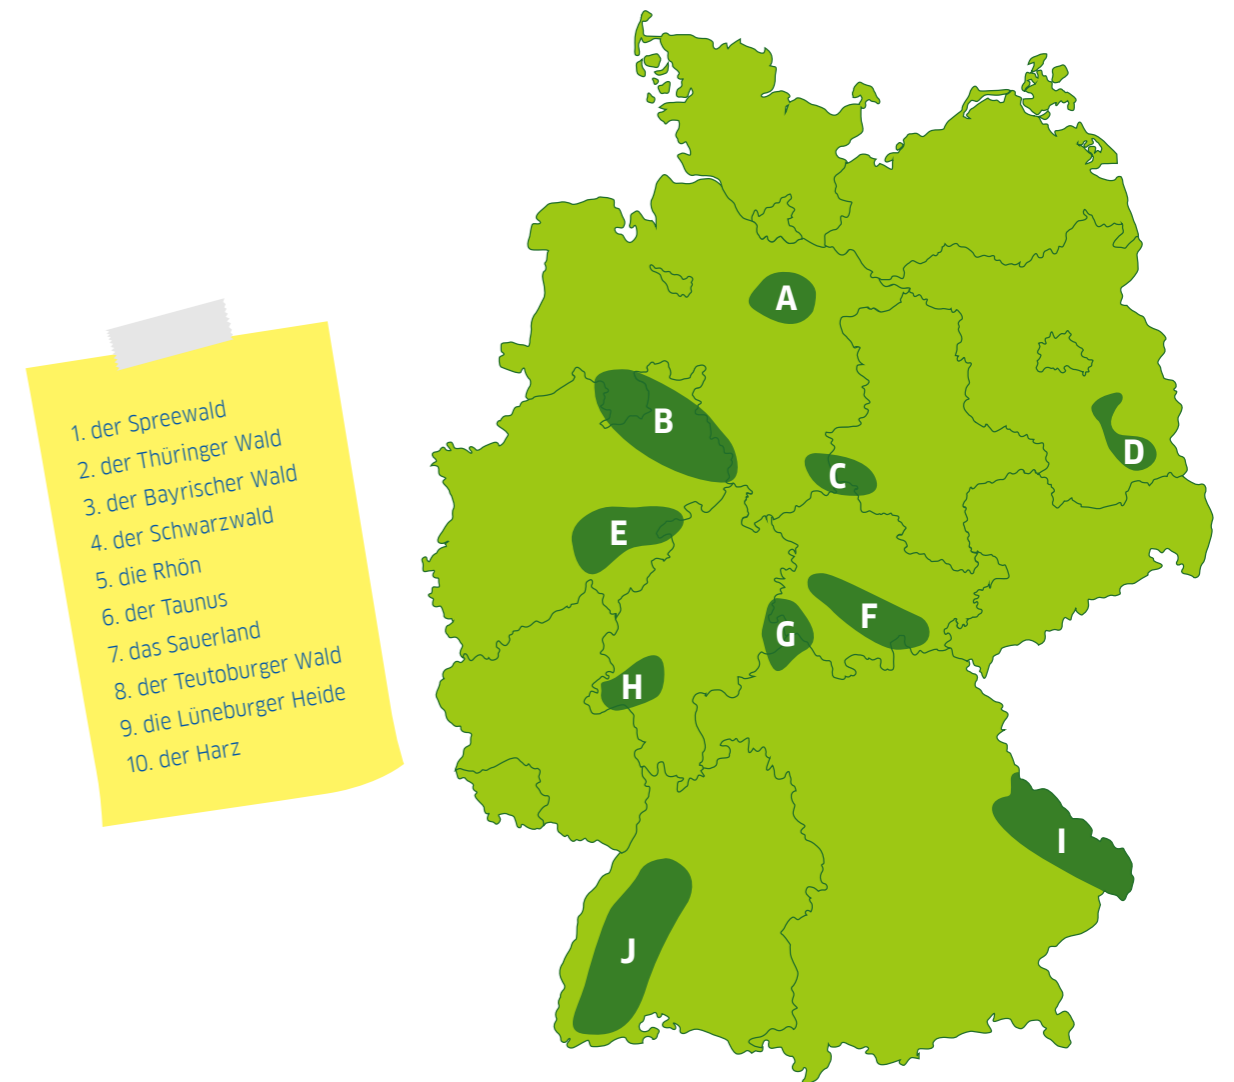 1. der Spreewald
2. der Thüringer Wald
3. der Bayrischer Wald
4. der Schwarzwald
5. die Rhön
6. der Taunus
7. das Sauerland
8. der Teutoburger Wald
9. die Lüneburger Heide
10. der Harz
A
B
C
D
E
F
G
H
I
J